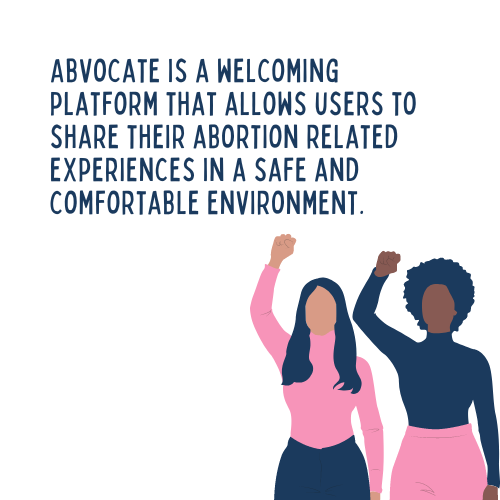 ABVOCATE IS A WELCOMING
PLATFORM THAT ALLOWS USERS TO
SHARE THEIR ABORTION RELATED
EXPERIENCES IN A SAFE AND
COMFORTABLE ENVIRONMENT.